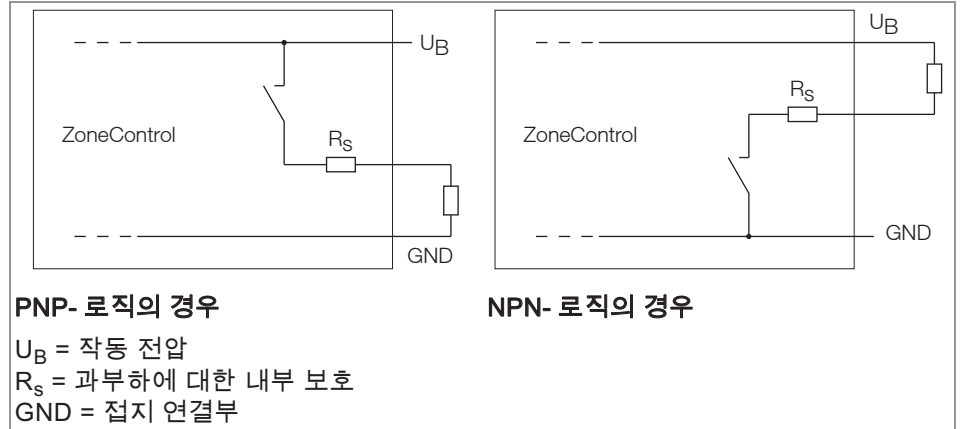 U_B
ZoneControl
R_S
GND
U_B
R_S
ZoneControl
GND
PNP- 로직의 경우
NPN- 로직의 경우
U_B = 작동 전압
R_s = 과부하에 대한 내부 보호
GND = 접지 연결부